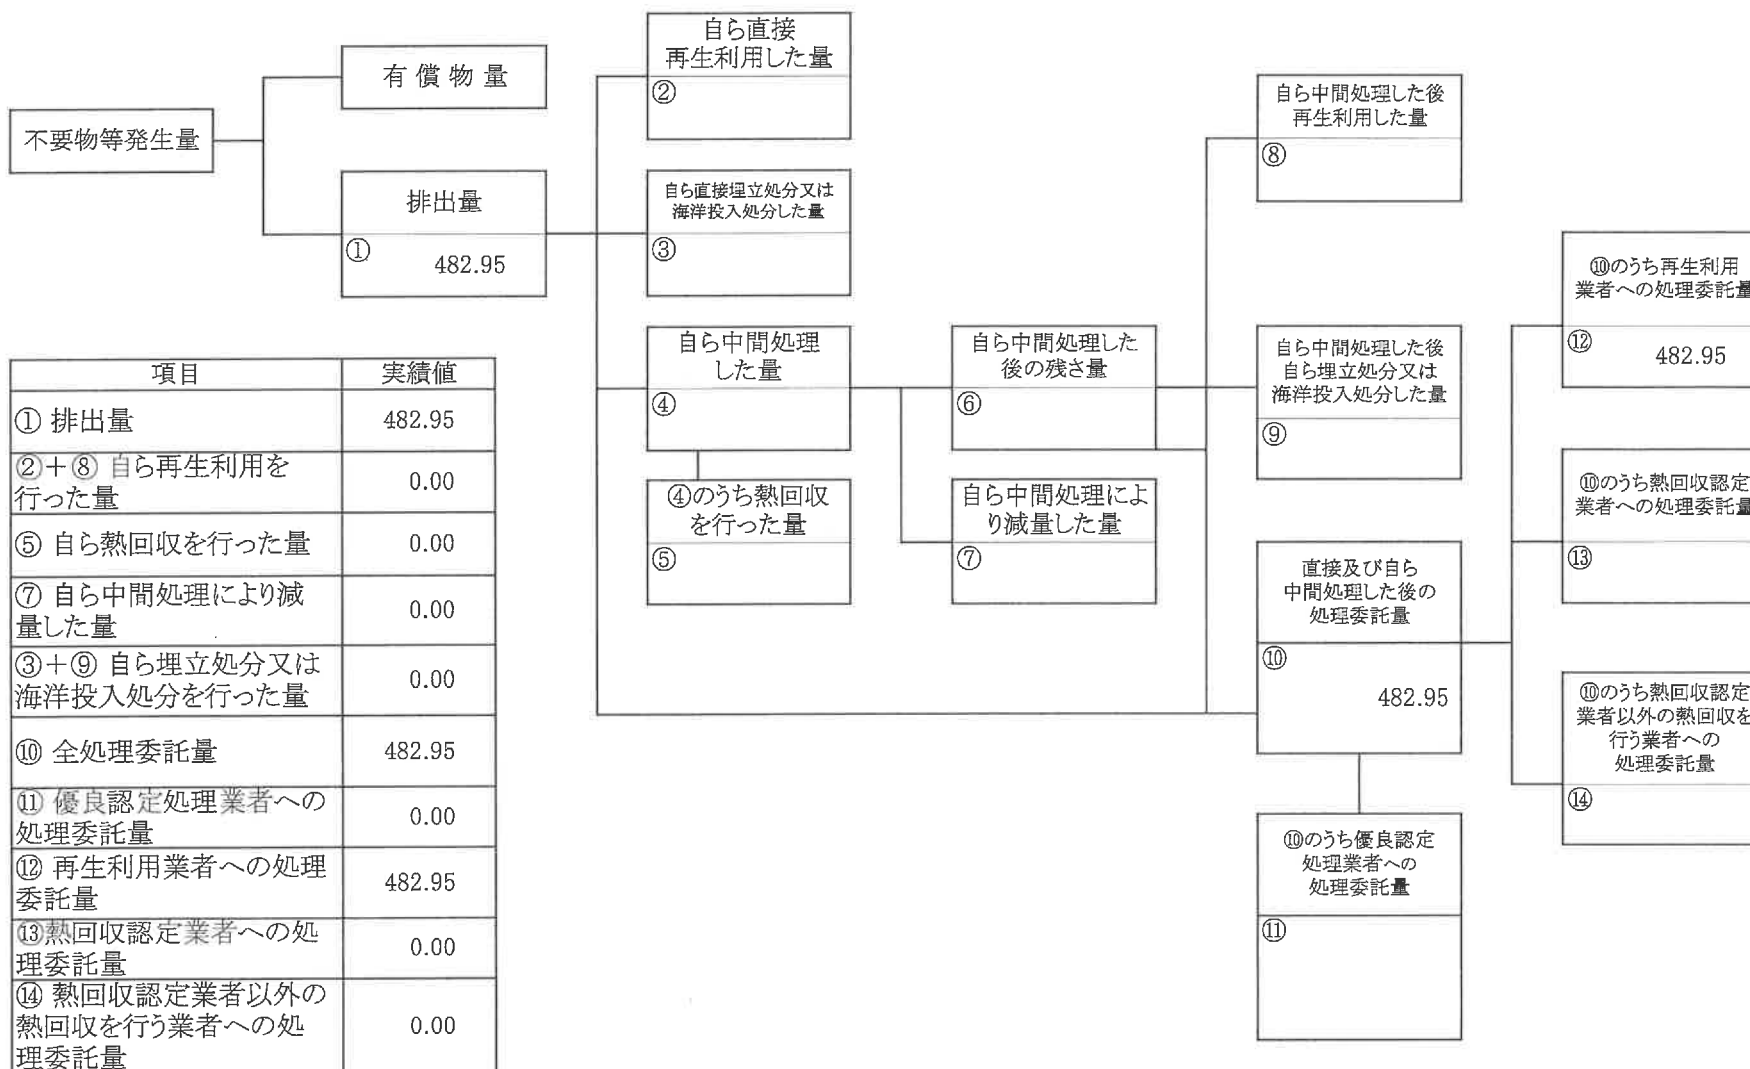 不要物等発生量
有償物量
排出量
①
482.95
自ら直接
再生利用した量
②
自ら直接埋立処分又は
海洋投入処分した量
③
自ら中間処理
した量
④
④のうち熱回収
を行った量
⑤
自ら中間処理した
後の残さ量
⑥
自ら中間処理によ
り減量した量
⑦
自ら中間処理した後
再生利用した量
⑧
自ら中間処理した後
自ら埋立処分又は
海洋投入処分した量
⑨
直接及び自ら
中間処理した後の
処理委託量
⑩
482.95
⑩のうち優良認定
処理業者への
処理委託量
⑪
⑩のうち再生利用
業者への処理委託量
⑫
482.95
⑩のうち熱回収認定
業者への処理委託量
⑬
⑩のうち熱回収認定
業者以外の熱回収を
行う業者への
処理委託量
⑭
項目 実績値
① 排出量 482.95
②＋⑧ 自ら再生利用を
行った量 0.00
⑤ 自ら熱回収を行った量 0.00
⑦ 自ら中間処理により減
量した量 0.00
③＋⑨ 自ら埋立処分又は
海洋投入処分を行った量 0.00
⑩ 全処理委託量 482.95
⑪ 優良認定処理業者への
処理委託量 0.00
⑫ 再生利用業者への処理
委託量 482.95
⑬熱回収認定業者への処
理委託量 0.00
⑭ 熱回収認定業者以外の
熱回収を行う業者への処
理委託量 0.00